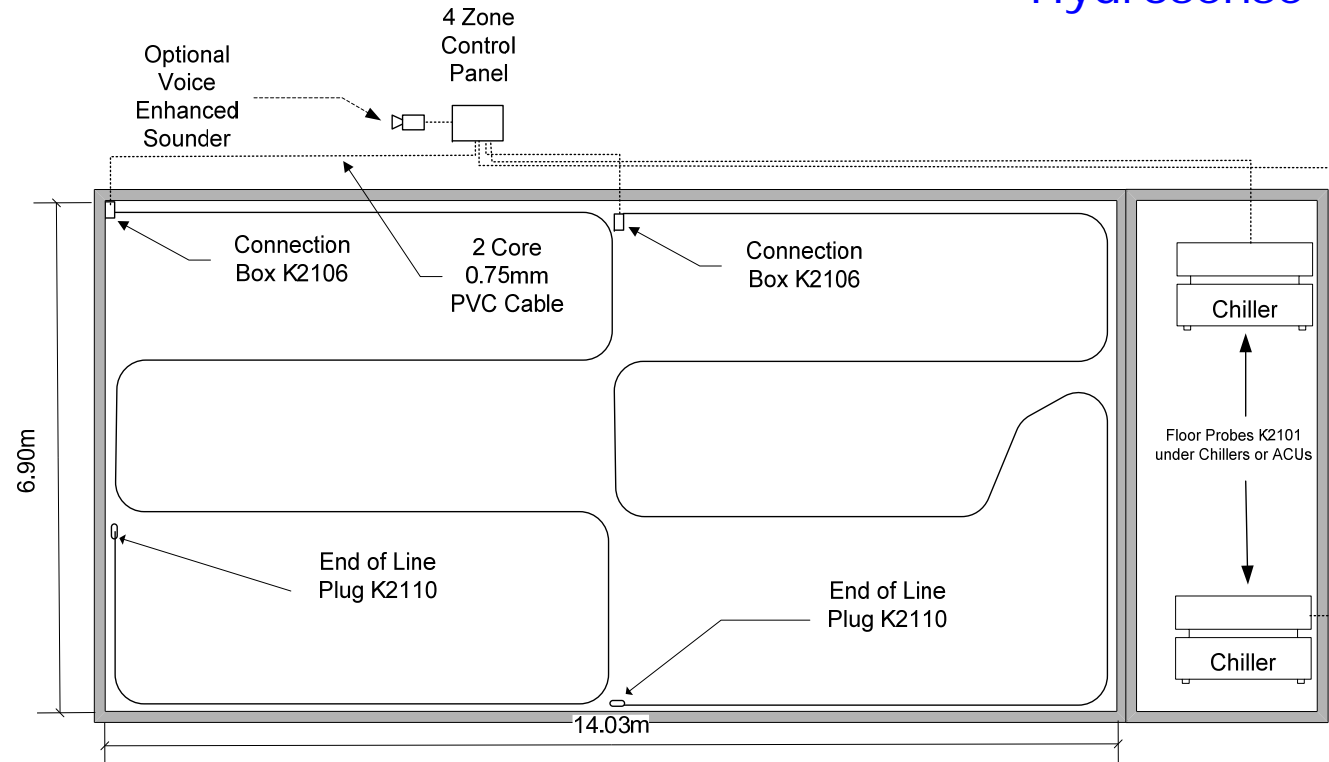 4 Zone
Control
Panel
Optional
Voice
Enhanced
Sounder
Connection
Box K2106
2 Core
0.75mm
PVC Cable
Connection
Box K2106
Chiller
6.90m
Floor Probes K2101
under Chillers or ACUs
End of Line
Plug K2110
End of Line
Plug K2110
Chiller
14.03m